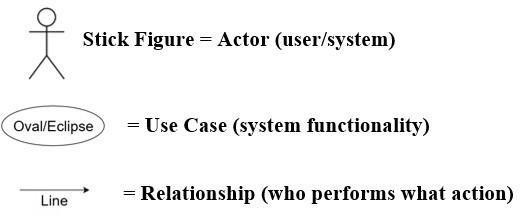 Stick Figure = Actor (user/system)
Oval/Eclipse = Use Case (system functionality)
Line = Relationship (who performs what action)